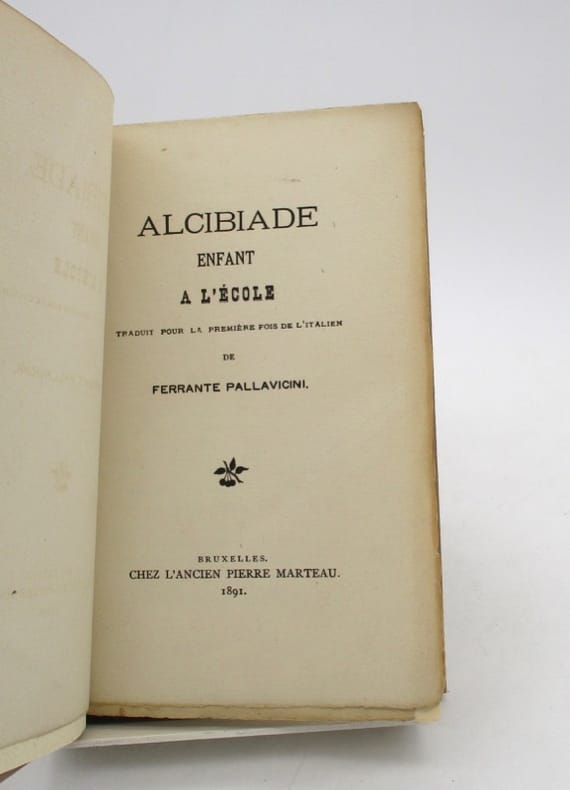 ALCIBIADE
ENFANT
A L'ÉCOLE
TRADUIT POUR LA PREMIÈRE FOIS DE L'ITALIEN
DE
FERRANTE PALLAVICINI.
BRUXELLES.
CHEZ L'ANCIEN PIERRE MARTEAU.
1891.